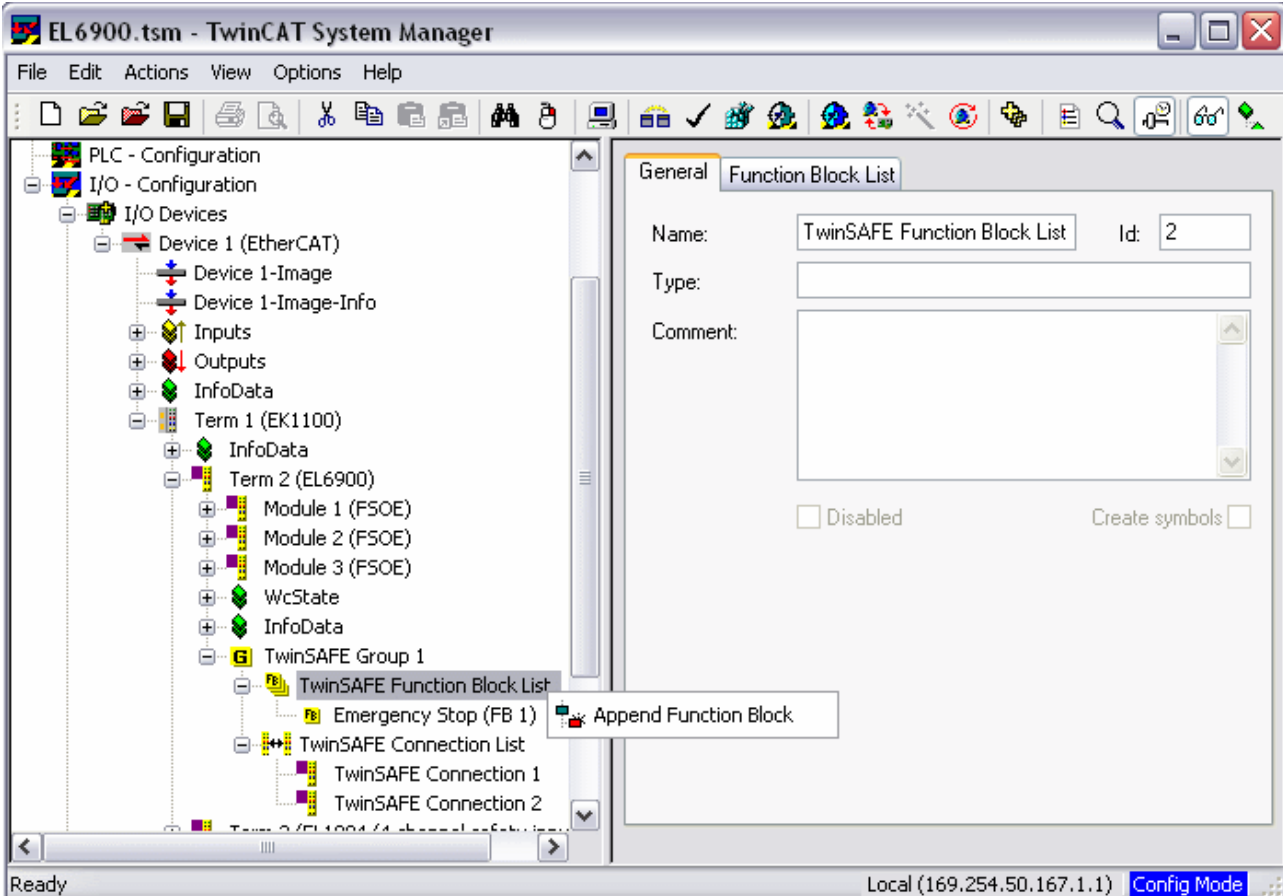 EL6900.tsm - TwinCAT System Manager
File Edit Actions View Options Help
PLC - Configuration
I/O - Configuration
I/O Devices
Device 1 (EtherCAT)
Device 1-Image
Device 1-Image-Info
Inputs
Outputs
InfoData
Term 1 (EK1100)
InfoData
Term 2 (EL6900)
Module 1 (FSOE)
Module 2 (FSOE)
Module 3 (FSOE)
WcState
InfoData
G TwinSAFE Group 1
FB TwinSAFE Function Block List
FB Emergency Stop (FB 1)
Append Function Block
TwinSAFE Connection List
TwinSAFE Connection 1
TwinSAFE Connection 2
General Function Block List
Name: TwinSAFE Function Block List Id: 2
Type:
Comment:
Disabled Create symbols
Ready Local (169.254.50.167.1.1) Config Mode